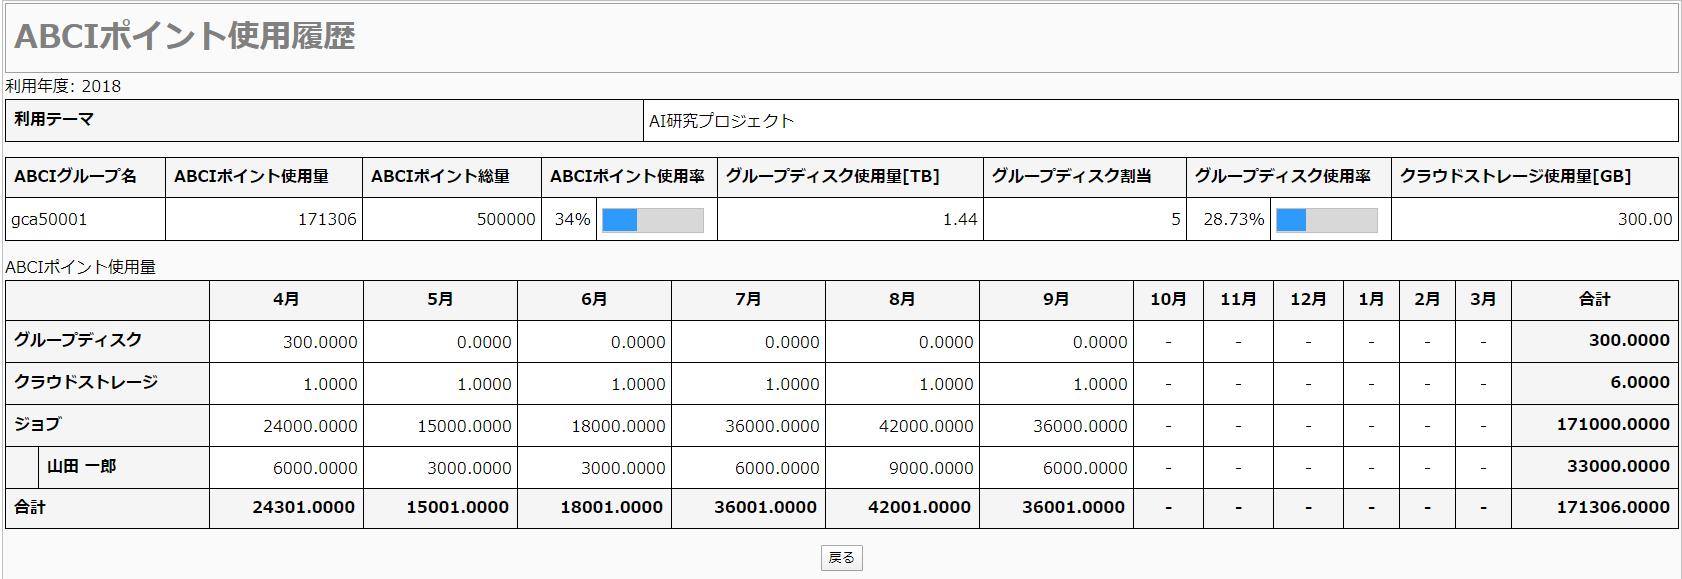 ABCIポイント使用履歴
利用年度: 2018
利用テーマ AI研究プロジェクト
ABCIグループ名 ABCIポイント使用量 ABCIポイント総量 ABCIポイント使用率 グループディスク使用量[TB] グループディスク割当 グループディスク使用率 クラウドストレージ使用量[GB]
gca50001 171306 500000 34% 1.44 5 28.73% 300.00
ABCIポイント使用量
4月 5月 6月 7月 8月 9月 10月 11月 12月 1月 2月 3月 合計
グループディスク 300.0000 0.0000 0.0000 0.0000 0.0000 0.0000 - - - - - - 300.0000
クラウドストレージ 1.0000 1.0000 1.0000 1.0000 1.0000 1.0000 - - - - - - 6.0000
ジョブ 24000.0000 15000.0000 18000.0000 36000.0000 42000.0000 36000.0000 - - - - - - 171000.0000
山田 一郎 6000.0000 3000.0000 3000.0000 6000.0000 9000.0000 6000.0000 - - - - - - 33000.0000
合計 24301.0000 15001.0000 18001.0000 36001.0000 42001.0000 36001.0000 - - - - - - 171306.0000
戻る